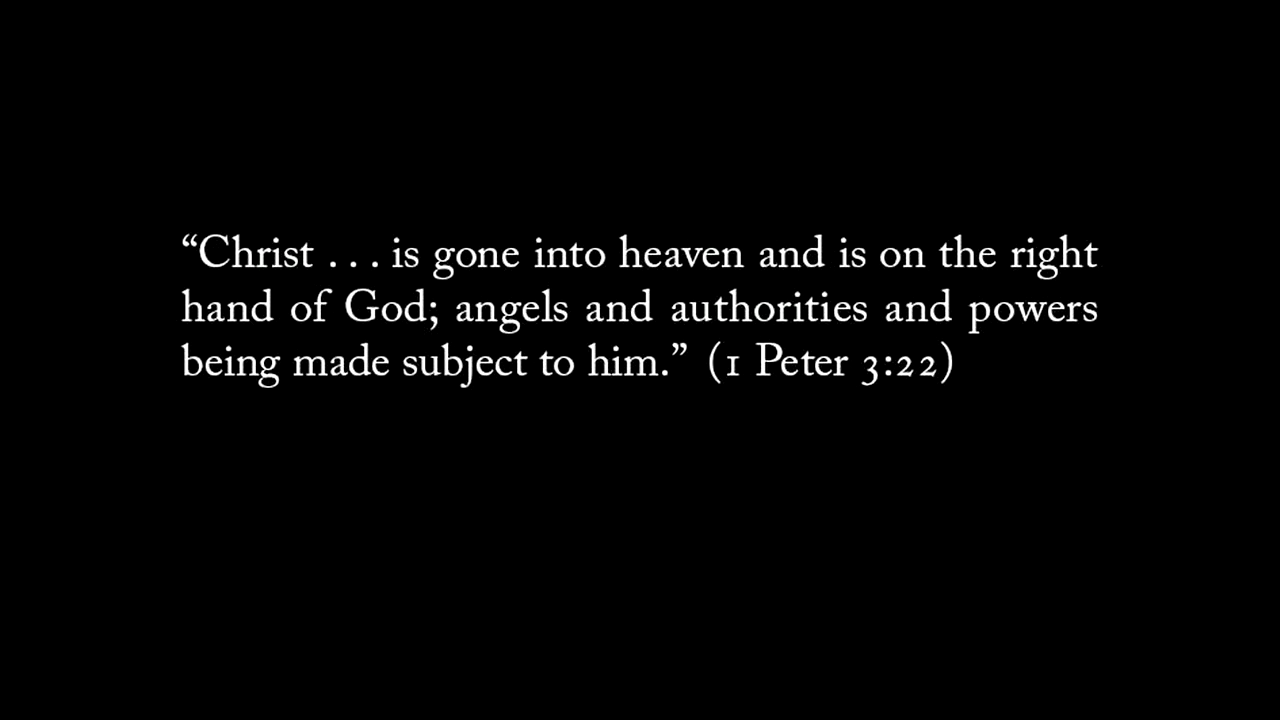 “Christ . . . is gone into heaven and is on the right
hand of God; angels and authorities and powers
being made subject to him.” (1 Peter 3:22)